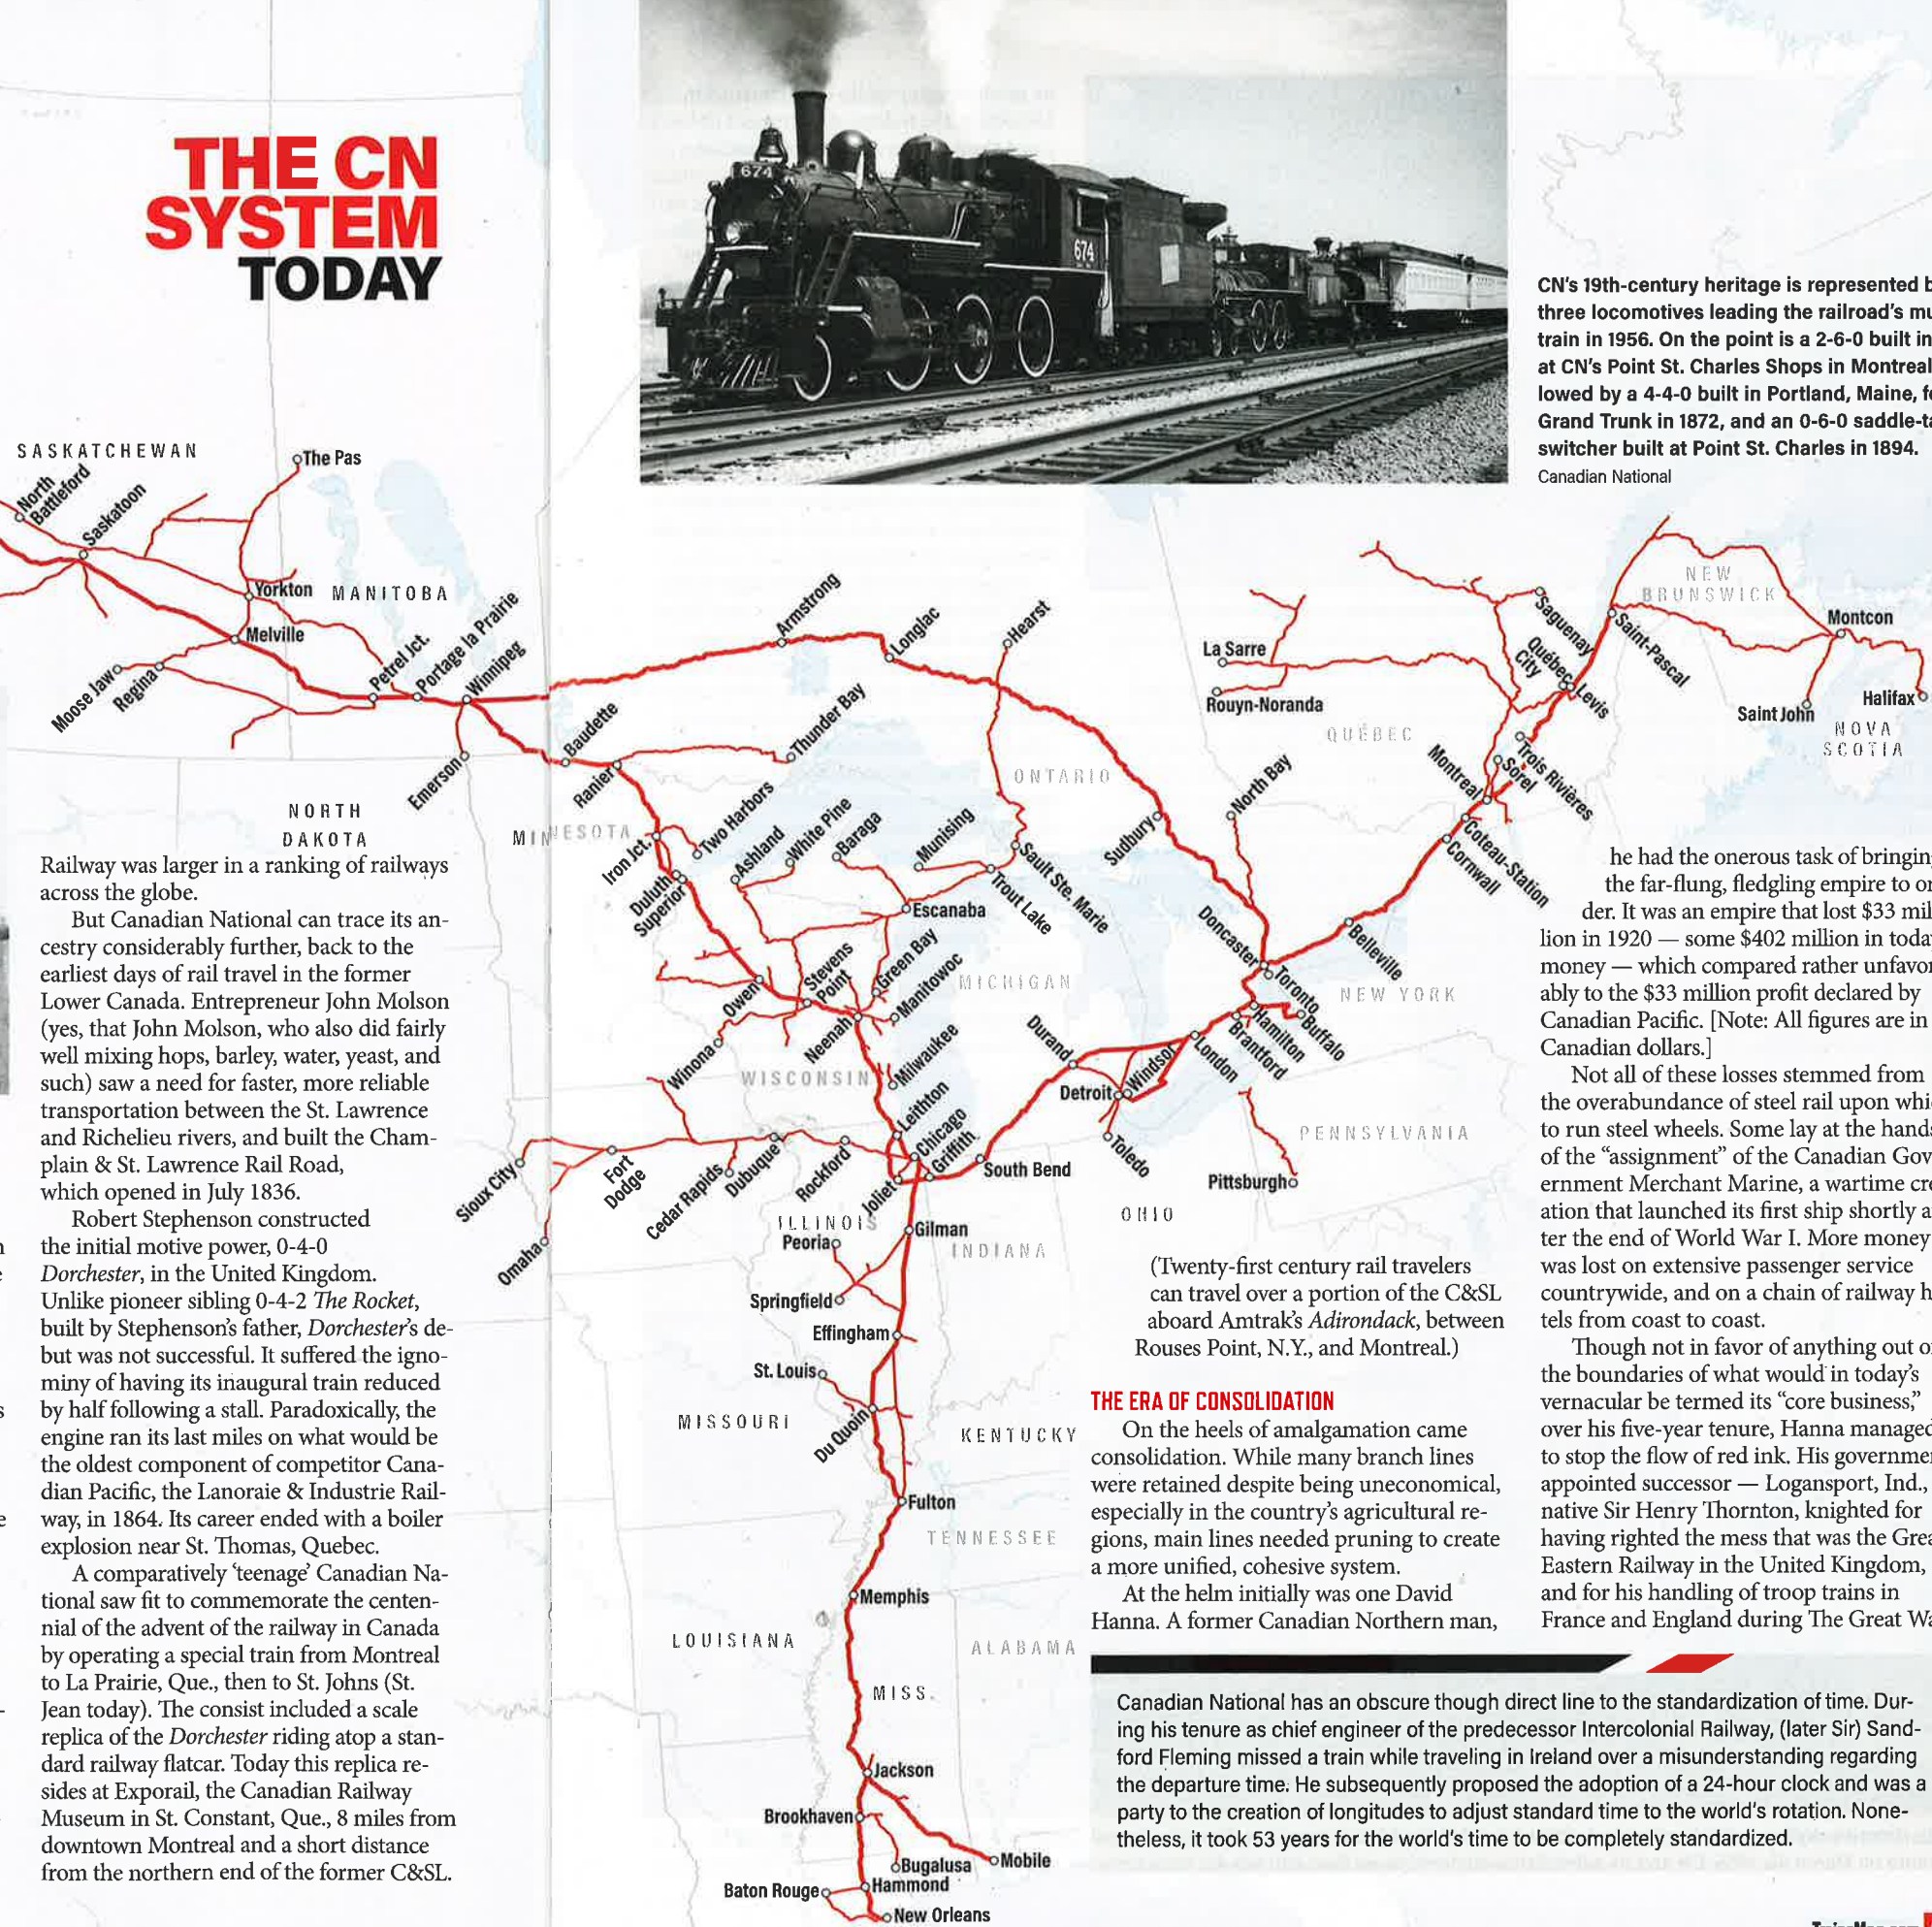 THE CN
SYSTEM
TODAY
674
674
CN's 19th-century heritage is represented
three locomotives leading the railroad's
train in 1956. On the point is a 2-6-0 built in
at CN's Point St. Charles Shops in Montreal
lowed by a 4-4-0 built in Portland, Maine,
Grand Trunk in 1872, and an 0-6-0 saddle-
switcher built at Point St. Charles in 1894.
Canadian National
SASKATCHEWAN
North
Battleford
Saskatoon
The Pas
Yorkton
MANITOBA
Melville
Moose Jaw
Regina
Petrel Jct.
Portage la Prairie
Winnipeg
Emerson
Armstrong
Longlac
Hearst
Baudette
Ranier
Thunder Bay
ONTARIO
La Sarre
Rouyn-Noranda
QUÉBEC
North Bay
Sudbury
Saguenay
Québec
City
Levis
Saint-Pascal
NEW
BRUNSWICK
Montcon
Saint John
Halifax
NOVA
SCOTIA
Trois Rivières
Sorel
Montreal
Coteau-Station
Cornwall
Belleville
NORTH
DAKOTA
MINNESOTA
Iron Jct.
Two Harbors
Duluth
Superior
Ashland
White Pine
Baraga
Munising
Sault Ste. Marie
Trout Lake
Escanaba
Stevens
Point
Green Bay
Manitowoc
MICHIGAN
Owen
Neenah
Winona
WISCONSIN
Milwaukee
Leithton
Chicago
Griffith
South Bend
Durand
Detroit
Windsor
London
Doncaster
Toronto
Hamilton
Brantford
Buffalo
NEW YORK
PENNSYLVANIA
Toledo
Pittsburgh
OHIO
Sioux City
Omaha
Fort
Dodge
Cedar Rapids
Dubuque
Rockford
Joliet
ILLINOIS
Gilman
Peoria
INDIANA
Springfield
Effingham
St. Louis
MISSOURI
Du Quoin
KENTUCKY
Fulton
TENNESSEE
Memphis
LOUISIANA
ALABAMA
MISS.
Jackson
Brookhaven
Bugalusa
Mobile
Hammond
Baton Rouge
New Orleans
Railway was larger in a ranking of railways
across the globe.
But Canadian National can trace its an-
cestry considerably further, back to the
earliest days of rail travel in the former
Lower Canada. Entrepreneur John Molson
(yes, that John Molson, who also did fairly
well mixing hops, barley, water, yeast, and
such) saw a need for faster, more reliable
transportation between the St. Lawrence
and Richelieu rivers, and built the Cham-
plain & St. Lawrence Rail Road,
which opened in July 1836.
Robert Stephenson constructed
the initial motive power, 0-4-0
Dorchester, in the United Kingdom.
Unlike pioneer sibling 0-4-2 The Rocket,
built by Stephenson's father, Dorchester's de-
but was not successful. It suffered the igno-
miny of having its inaugural train reduced
by half following a stall. Paradoxically, the
engine ran its last miles on what would be
the oldest component of competitor Cana-
dian Pacific, the Lanoraie & Industrie Rail-
way, in 1864. Its career ended with a boiler
explosion near St. Thomas, Quebec.
A comparatively 'teenage' Canadian Na-
tional saw fit to commemorate the centen-
nial of the advent of the railway in Canada
by operating a special train from Montreal
to La Prairie, Que., then to St. Johns (St.
Jean today). The consist included a scale
replica of the Dorchester riding atop a stan-
dard railway flatcar. Today this replica re-
sides at Exporail, the Canadian Railway
Museum in St. Constant, Que., 8 miles from
downtown Montreal and a short distance
from the northern end of the former C&SL.
(Twenty-first century rail travelers
can travel over a portion of the C&SL
aboard Amtrak's Adirondack, between
Rouses Point, N.Y., and Montreal.)
THE ERA OF CONSOLIDATION
On the heels of amalgamation came
consolidation. While many branch lines
were retained despite being uneconomical,
especially in the country's agricultural re-
gions, main lines needed pruning to create
a more unified, cohesive system.
At the helm initially was one David
Hanna. A former Canadian Northern man,
he had the onerous task of bringin
the far-flung, fledgling empire to or
der. It was an empire that lost $33 mil
lion in 1920 — some $402 million in toda
money — which compared rather unfavor
ably to the $33 million profit declared by
Canadian Pacific. [Note: All figures are in
Canadian dollars.]
Not all of these losses stemmed from
the overabundance of steel rail upon whi
to run steel wheels. Some lay at the hand
of the "assignment" of the Canadian Gov
ernment Merchant Marine, a wartime cre
ation that launched its first ship shortly a
ter the end of World War I. More money
was lost on extensive passenger service
countrywide, and on a chain of railway h
tels from coast to coast.
Though not in favor of anything out o
the boundaries of what would in today's
vernacular be termed its "core business,"
over his five-year tenure, Hanna managed
to stop the flow of red ink. His governme
appointed successor — Logansport, Ind.,
native Sir Henry Thornton, knighted for
having righted the mess that was the Grea
Eastern Railway in the United Kingdom,
and for his handling of troop trains in
France and England during The Great Wa
Canadian National has an obscure though direct line to the standardization of time. Dur-
ing his tenure as chief engineer of the predecessor Intercolonial Railway, (later Sir) Sand-
ford Fleming missed a train while traveling in Ireland over a misunderstanding regarding
the departure time. He subsequently proposed the adoption of a 24-hour clock and was a
party to the creation of longitudes to adjust standard time to the world's rotation. None-
theless, it took 53 years for the world's time to be completely standardized.